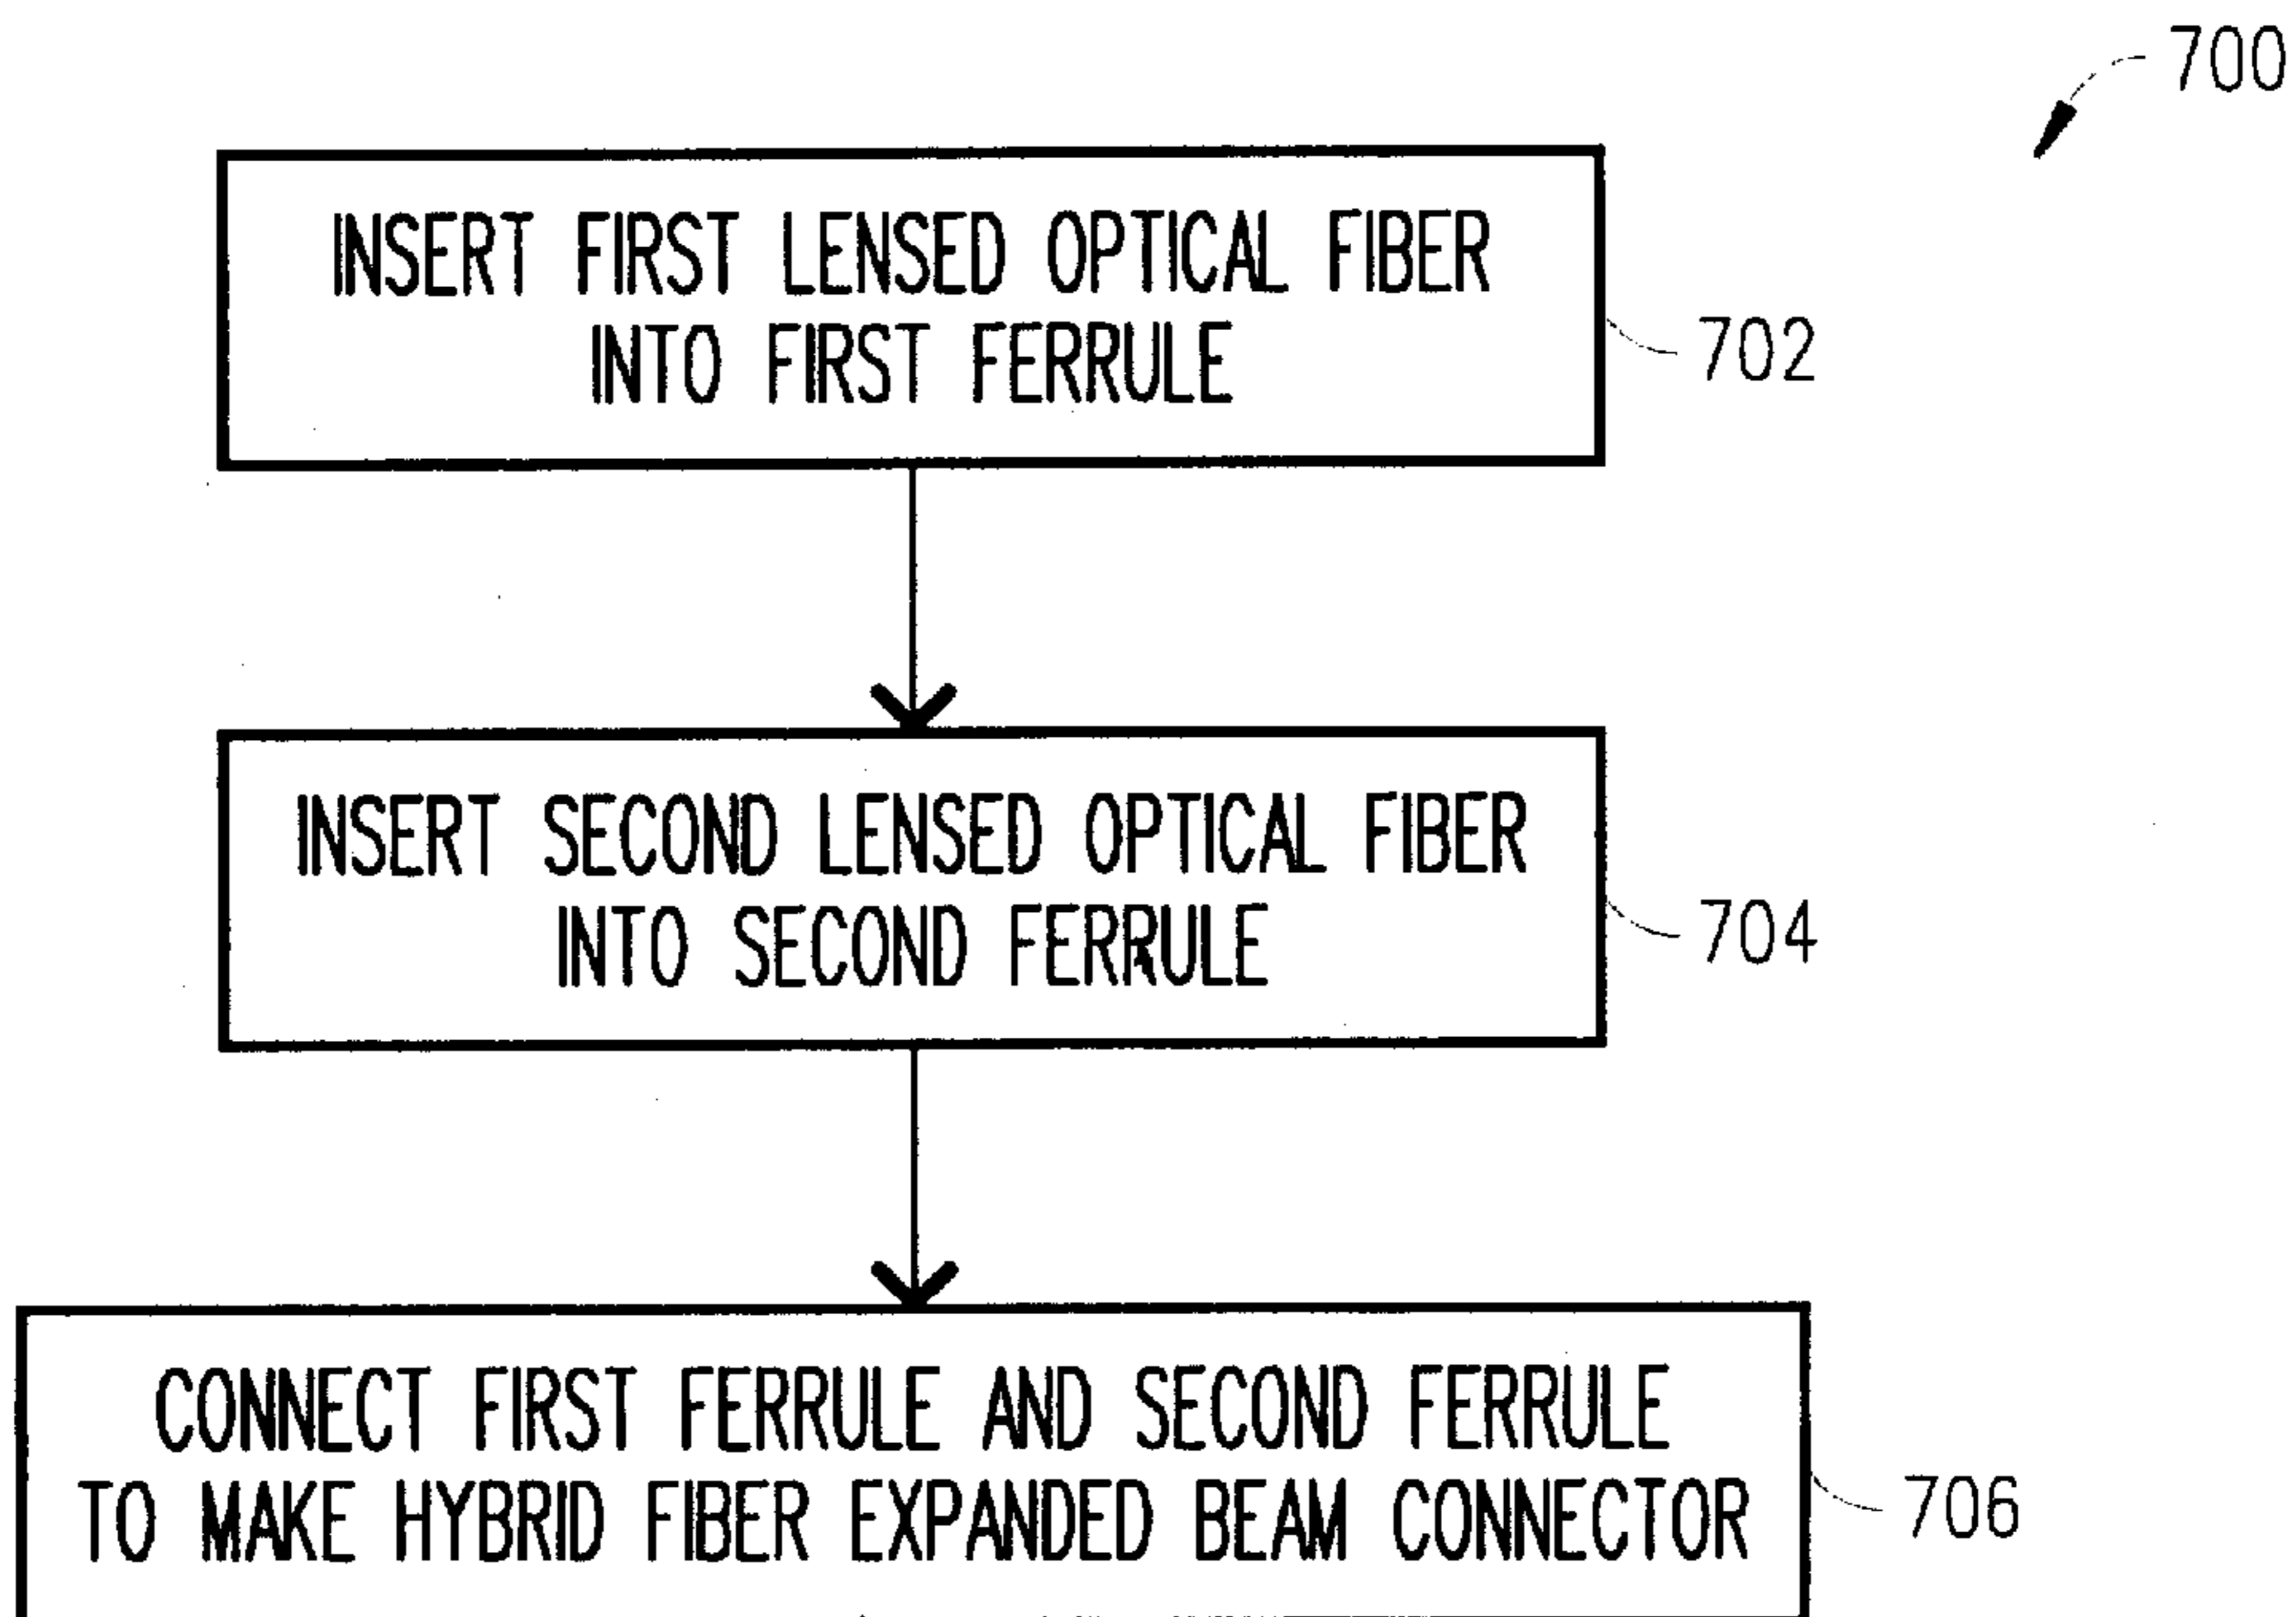 700
INSERT FIRST LENSED OPTICAL FIBER
INTO FIRST FERRULE
702
INSERT SECOND LENSED OPTICAL FIBER
INTO SECOND FERRULE
704
CONNECT FIRST FERRULE AND SECOND FERRULE
TO MAKE HYBRID FIBER EXPANDED BEAM CONNECTOR
706